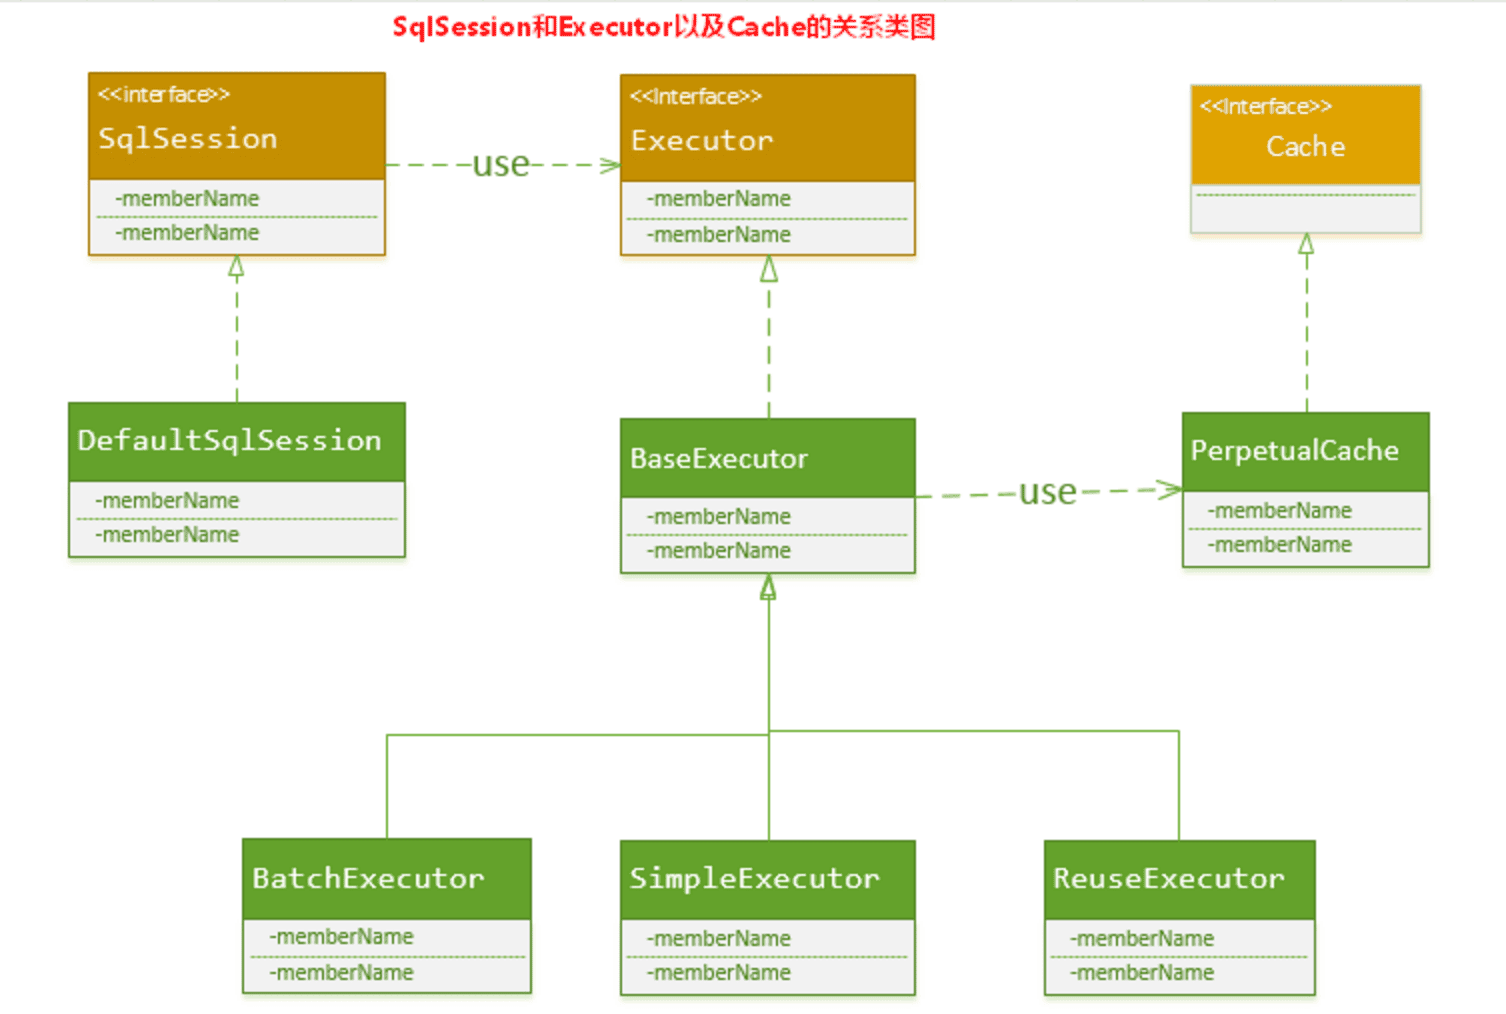 SqlSession和Executor以及Cache的关系类图
<<interface>>
SqlSession
-memberName
-memberName
use
<<Interface>>
Executor
-memberName
-memberName
<<Interface>>
Cache
DefaultSqlSession
-memberName
-memberName
BaseExecutor
-memberName
-memberName
use
PerpetualCache
-memberName
-memberName
BatchExecutor
-memberName
-memberName
SimpleExecutor
-memberName
-memberName
ReuseExecutor
-memberName
-memberName